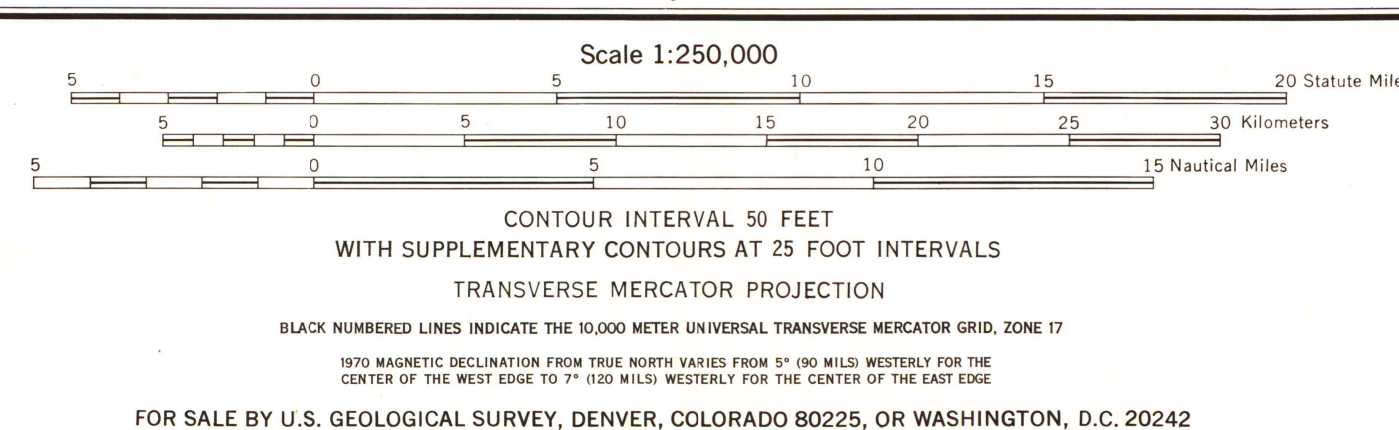 Scale 1:250,000
5 0 5 10 15 20 Statute Mile
5 0 5 10 15 20 25 30 Kilometers
5 0 5 10 15 Nautical Miles
CONTOUR INTERVAL 50 FEET
WITH SUPPLEMENTARY CONTOURS AT 25 FOOT INTERVALS
TRANSVERSE MERCATOR PROJECTION
BLACK NUMBERED LINES INDICATE THE 10,000 METER UNIVERSAL TRANSVERSE MERCATOR GRID, ZONE 17
1970 MAGNETIC DECLINATION FROM TRUE NORTH VARIES FROM 5° (90 MILS) WESTERLY FOR THE
CENTER OF THE WEST EDGE TO 7° (120 MILS) WESTERLY FOR THE CENTER OF THE EAST EDGE
FOR SALE BY U.S. GEOLOGICAL SURVEY, DENVER, COLORADO 80225, OR WASHINGTON, D.C. 20242